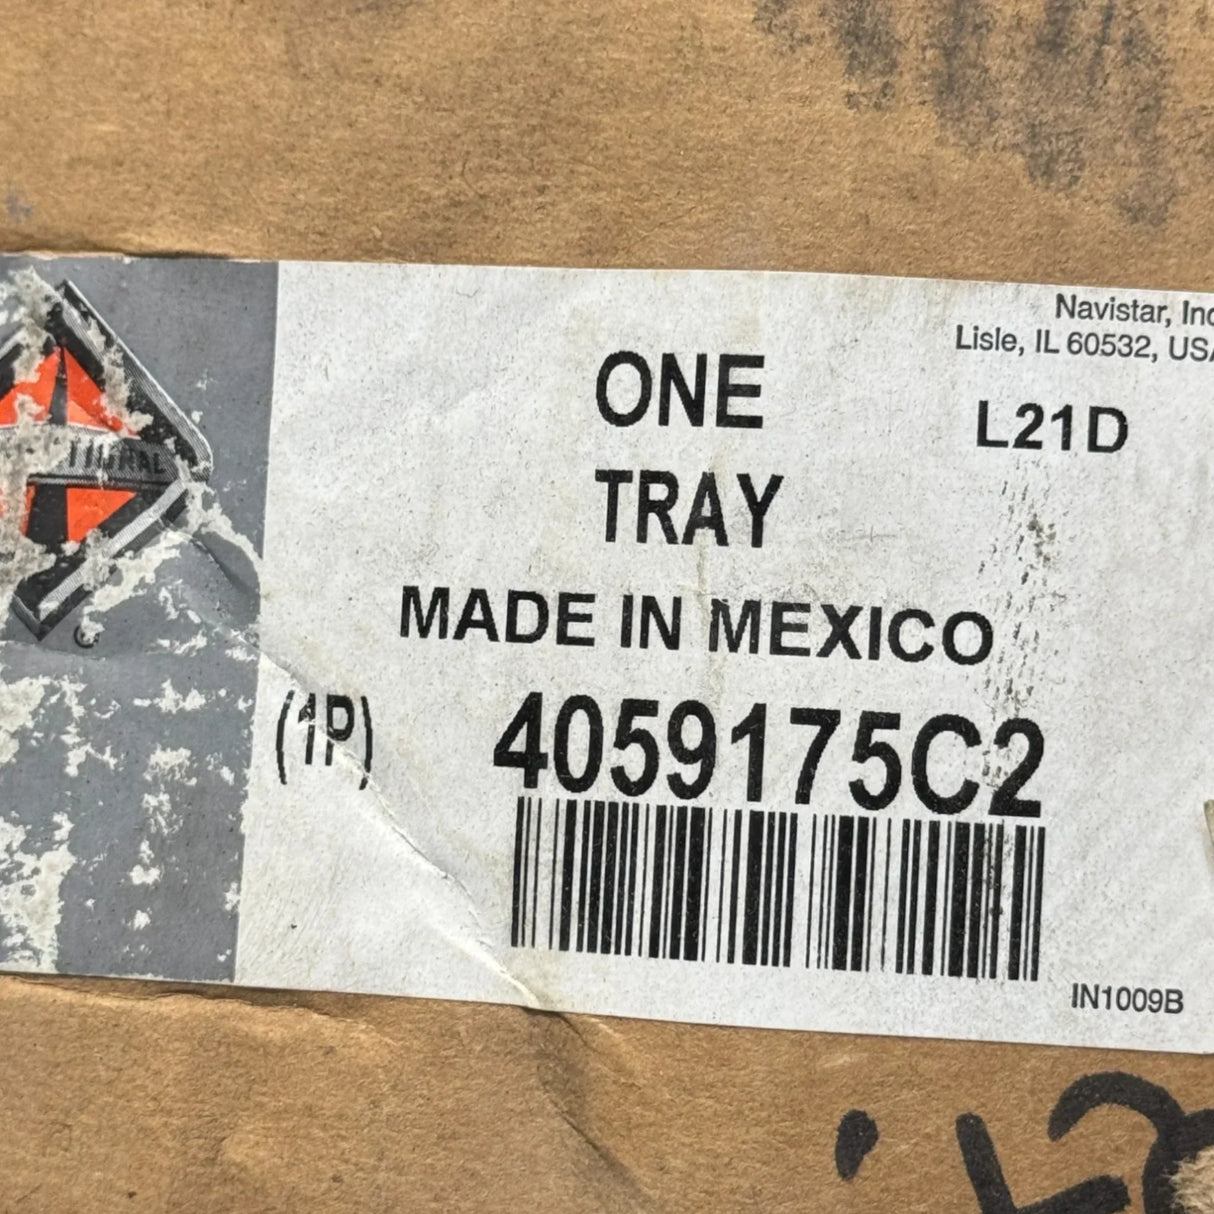 Navistar, Inc
Lisle, IL 60532, USA
ONE
L21D
TRAY
MADE IN MEXICO
(1P)
4059175C2
IN1009B